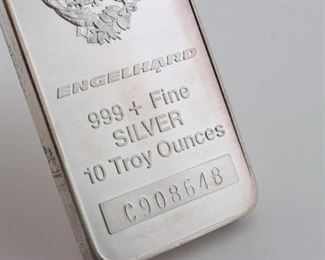 ENGELHARD
999+ Fine
SILVER
10 Troy Ounces
C908648